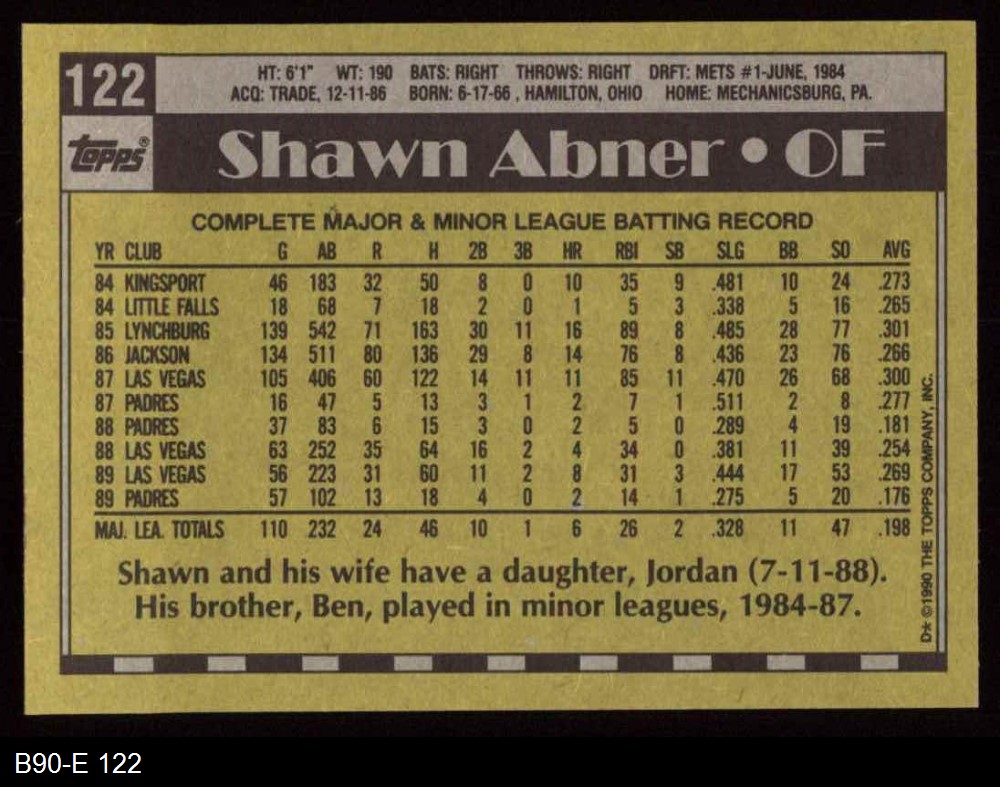 122
HT: 6'1" WT: 190 BATS: RIGHT THROWS: RIGHT DRFT: METS #1-JUNE, 1984
ACQ: TRADE, 12-11-86 BORN: 6-17-66 , HAMILTON, OHIO HOME: MECHANICSBURG, PA.
topps®
Shawn Abner • OF
COMPLETE MAJOR & MINOR LEAGUE BATTING RECORD
YR CLUB G AB R H 2B 3B HR RBI SB SLG BB SO AVG
84 KINGSPORT 46 183 32 50 8 0 10 35 9 .481 10 24 .273
84 LITTLE FALLS 18 68 7 18 2 0 1 5 3 .338 5 16 .265
85 LYNCHBURG 139 542 71 163 30 11 16 89 8 .485 28 77 .301
86 JACKSON 134 511 80 136 29 8 14 76 8 .436 23 76 .266
87 LAS VEGAS 105 406 60 122 14 11 11 85 11 .470 26 68 .300
87 PADRES 16 47 5 13 3 1 2 7 1 .511 2 8 .277
88 PADRES 37 83 6 15 3 0 2 5 0 .289 4 19 .181
88 LAS VEGAS 63 252 35 64 16 2 4 34 0 .381 11 39 .254
89 LAS VEGAS 56 223 31 60 11 2 8 31 3 .444 17 53 .269
89 PADRES 57 102 13 18 4 0 2 14 1 .275 5 20 .176
MAJ. LEA. TOTALS 110 232 24 46 10 1 6 26 2 .328 11 47 .198
Shawn and his wife have a daughter, Jordan (7-11-88).
His brother, Ben, played in minor leagues, 1984-87.
D* ©1990 THE TOPPS COMPANY, INC.
B90-E 122